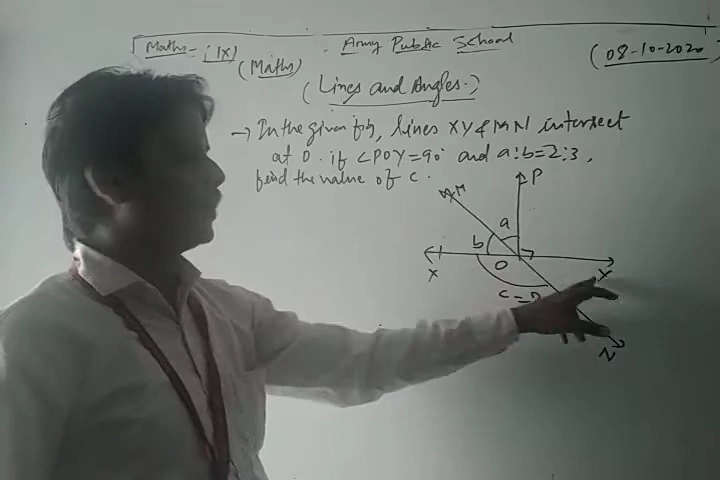 Maths - (IX) . Army Public School
(Maths) (08-10-2020)
(Lines and Angles.)
→ In the given fig, lines XY & MN intersect
at O. if ∠POY = 90° and a:b = 2:3,
find the value of c.
M P
a
b
X O Y
c = ?
N